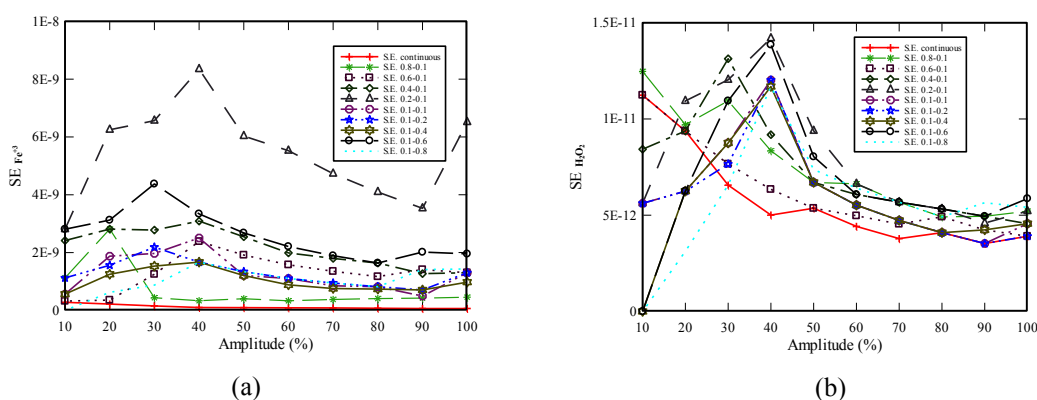 1E-8
8E-9
6E-9
4E-9
2E-9
0
SE Fe+3
10 20 30 40 50 60 70 80 90 100
Amplitude (%)
S.E. continuous
S.E. 0.8-0.1
S.E. 0.6-0.1
S.E. 0.4-0.1
S.E. 0.2-0.1
S.E. 0.1-0.1
S.E. 0.1-0.2
S.E. 0.1-0.4
S.E. 0.1-0.6
S.E. 0.1-0.8
(a)
1.5E-11
1E-11
5E-12
0
SE H2O2
10 20 30 40 50 60 70 80 90 100
Amplitude (%)
S.E. continuous
S.E. 0.8-0.1
S.E. 0.6-0.1
S.E. 0.4-0.1
S.E. 0.2-0.1
S.E. 0.1-0.1
S.E. 0.1-0.2
S.E. 0.1-0.4
S.E. 0.1-0.6
S.E. 0.1-0.8
(b)